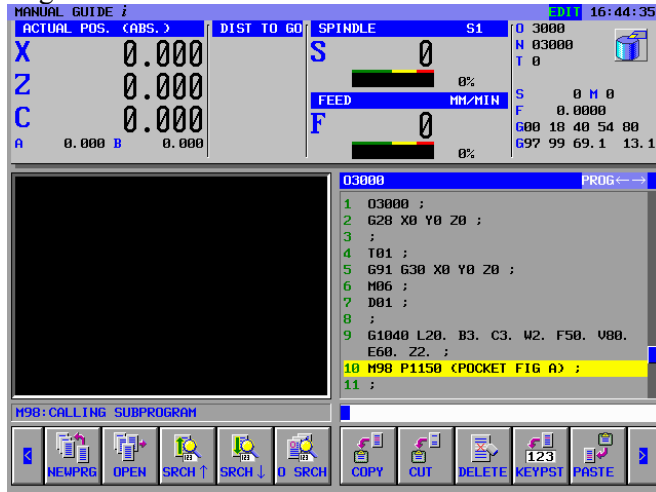 MANUAL GUIDE i EDIT 16:44:35
ACTUAL POS. (ABS.) DIST TO GO SPINDLE S1 O 3000
X 0.000 S 0 N 03000
T 0
Z 0.000 0% S 0 M 0
FEED MM/MIN F 0.0000
C 0.000 F 0 G00 18 40 54 80
A 0.000 B 0.000 0% G97 99 69.1 13.1
O3000 PROG←→
1 O3000 ;
2 G28 X0 Y0 Z0 ;
3 ;
4 T01 ;
5 G91 G30 X0 Y0 Z0 ;
6 M06 ;
7 D01 ;
8 ;
9 G1040 L20. B3. C3. W2. F50. V80.
E60. Z2. ;
10 M98 P1150 (POCKET FIG A) ;
11 ;
M98:CALLING SUBPROGRAM
NEWPRG OPEN SRCH↑ SRCH↓ O SRCH COPY CUT DELETE KEYPST PASTE
123